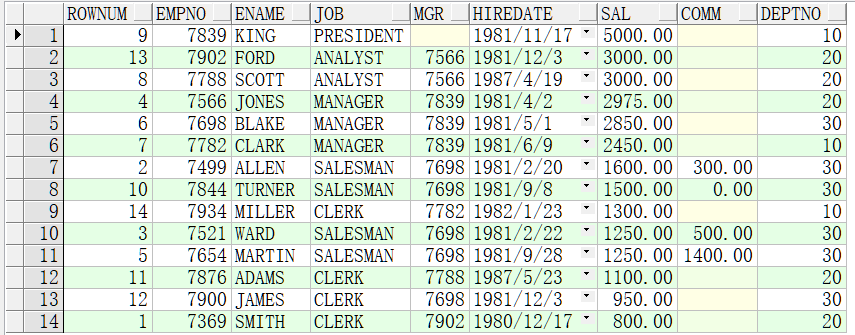 ROWNUM EMPNO ENAME JOB MGR HIREDATE SAL COMM DEPTNO
1 9 7839 KING PRESIDENT 1981/11/17 5000.00 10
2 13 7902 FORD ANALYST 7566 1981/12/3 3000.00 20
3 8 7788 SCOTT ANALYST 7566 1987/4/19 3000.00 20
4 4 7566 JONES MANAGER 7839 1981/4/2 2975.00 20
5 6 7698 BLAKE MANAGER 7839 1981/5/1 2850.00 30
6 7 7782 CLARK MANAGER 7839 1981/6/9 2450.00 10
7 2 7499 ALLEN SALESMAN 7698 1981/2/20 1600.00 300.00 30
8 10 7844 TURNER SALESMAN 7698 1981/9/8 1500.00 0.00 30
9 14 7934 MILLER CLERK 7782 1982/1/23 1300.00 10
10 3 7521 WARD SALESMAN 7698 1981/2/22 1250.00 500.00 30
11 5 7654 MARTIN SALESMAN 7698 1981/9/28 1250.00 1400.00 30
12 11 7876 ADAMS CLERK 7788 1987/5/23 1100.00 20
13 12 7900 JAMES CLERK 7698 1981/12/3 950.00 30
14 1 7369 SMITH CLERK 7902 1980/12/17 800.00 20